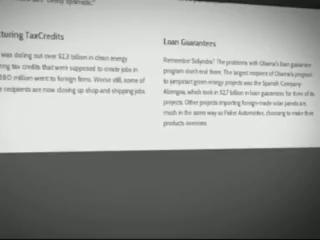 turing TaxCredits
was doling out over $2.3 billion in clean energy
ring tax credits that were supposed to create jobs in
million went to foreign firms. Worse still, some of
recipients are now closing up shop and shipping jobs
Loan Guarantees
Remember Solyndra? The problems with Obama's loan guarantee
program don't end there. The largest recipient of Obama's program
to jumpstart green energy projects was the Spanish Company
Abengoa, which took in $2.7 billion in loan guarantees for three of its
projects. Other projects importing foreign-made solar panels are
much in the same way as Fisker Automotive, choosing to make their
products overseas